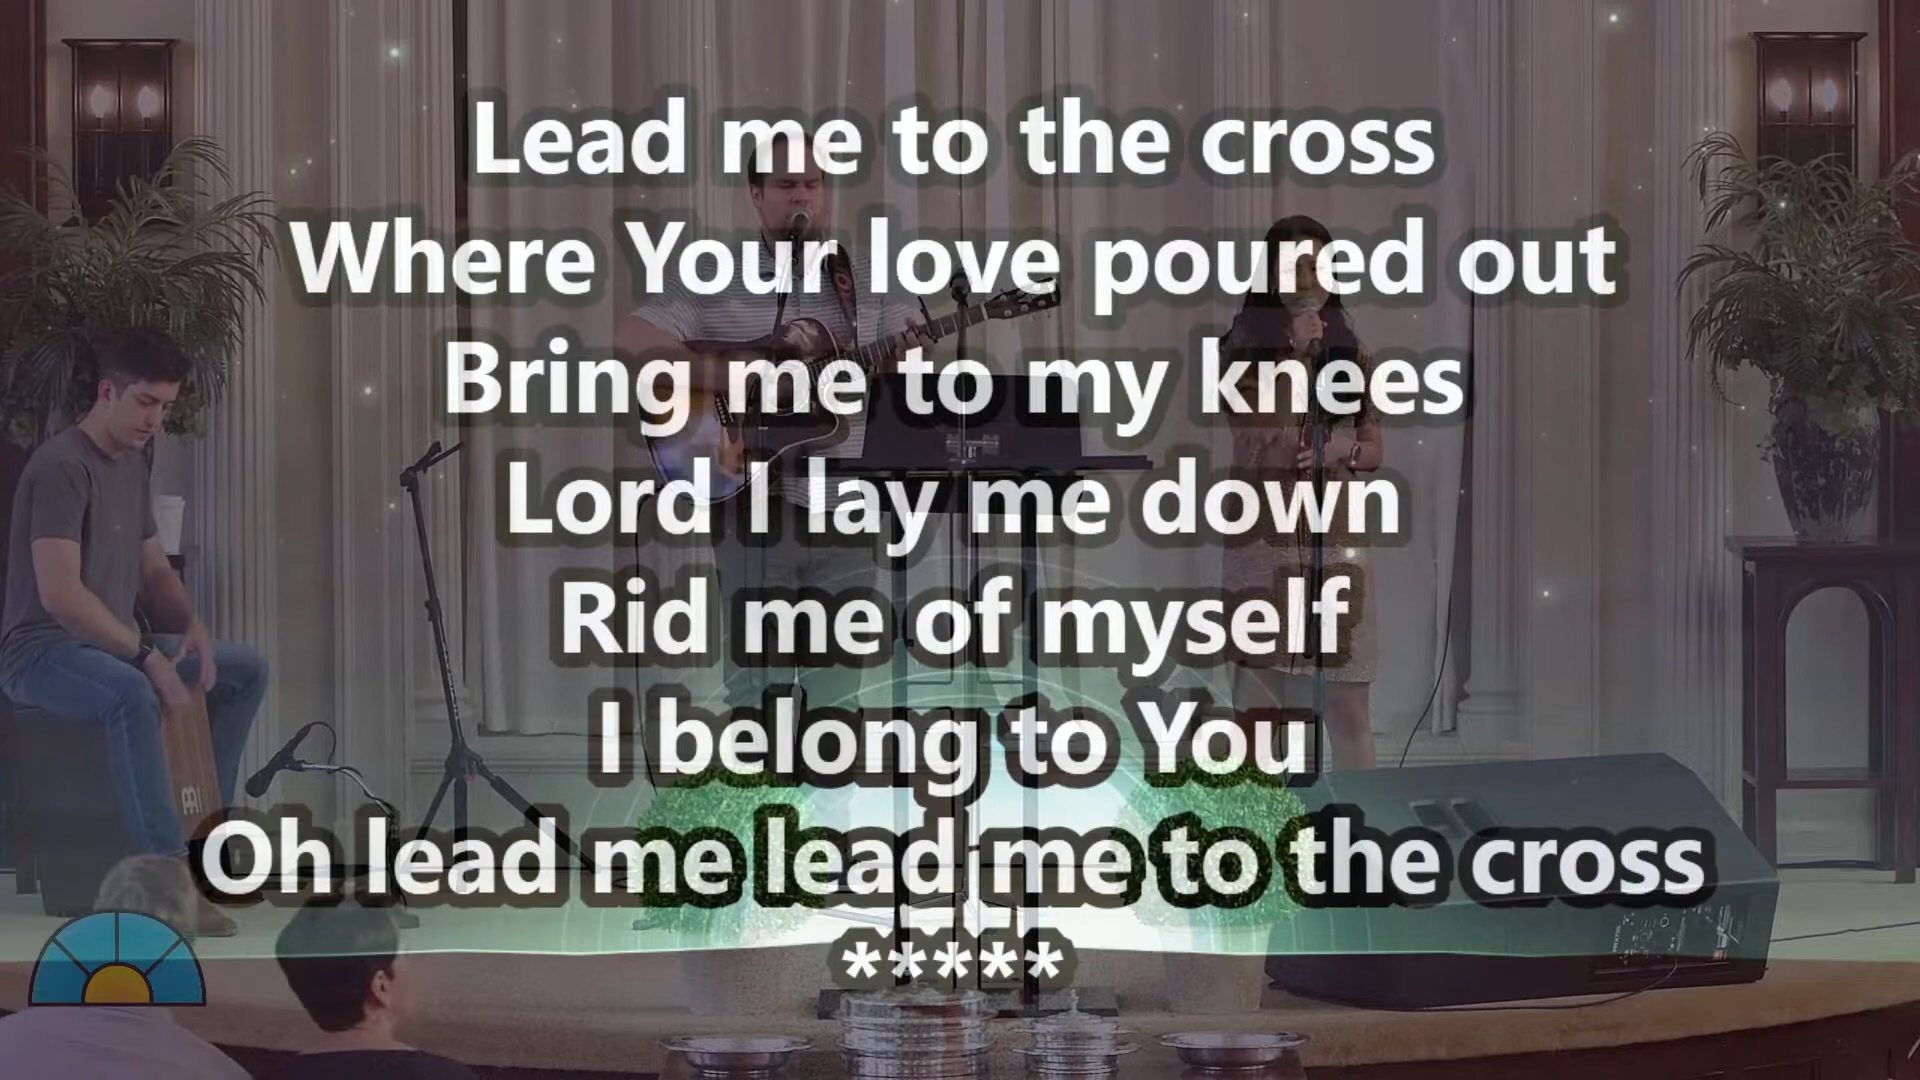 Lead me to the cross
Where Your love poured out
Bring me to my knees
Lord I lay me down
Rid me of myself
I belong to You
Oh lead me lead me to the cross
*****